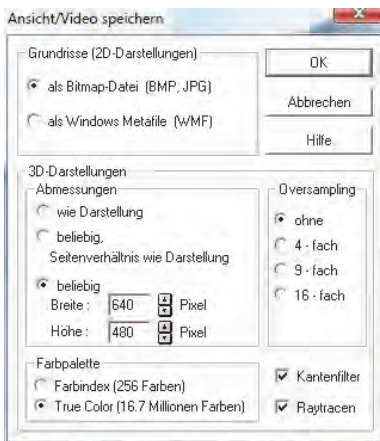 Ansicht/Video speichern
Grundrisse (2D-Darstellungen)
als Bitmap-Datei (BMP, JPG)
als Windows Metafile (WMF)
OK
Abbrechen
Hilfe
3D-Darstellungen
Abmessungen
wie Darstellung
beliebig,
Seitenverhältnis wie Darstellung
beliebig
Breite : 640 Pixel
Höhe : 480 Pixel
Oversampling
ohne
4 - fach
9 - fach
16 - fach
Farbpalette
Farbindex (256 Farben)
True Color (16.7 Millionen Farben)
Kantenfilter
Raytracen